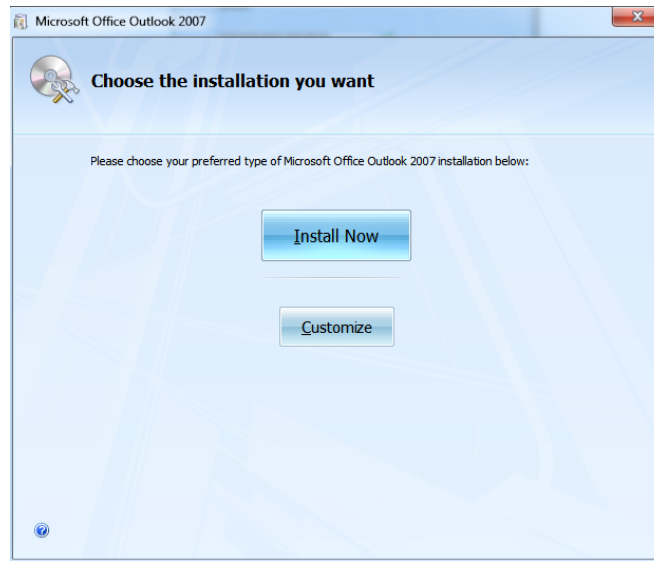 Microsoft Office Outlook 2007
Choose the installation you want
Please choose your preferred type of Microsoft Office Outlook 2007 installation below:
Install Now
Customize